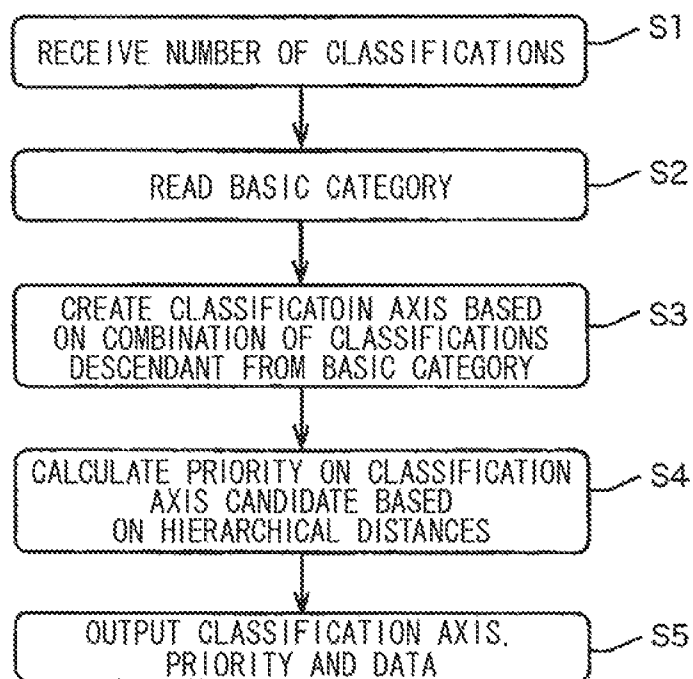 RECEIVE NUMBER OF CLASSIFICATIONS
S1
READ BASIC CATEGORY
S2
CREATE CLASSIFICATOIN AXIS BASED
ON COMBINATION OF CLASSIFICATIONS
DESCENDANT FROM BASIC CATEGORY
S3
CALCULATE PRIORITY ON CLASSIFICATION
AXIS CANDIDATE BASED
ON HIERARCHICAL DISTANCES
S4
OUTPUT CLASSIFICATION AXIS,
PRIORITY AND DATA
S5